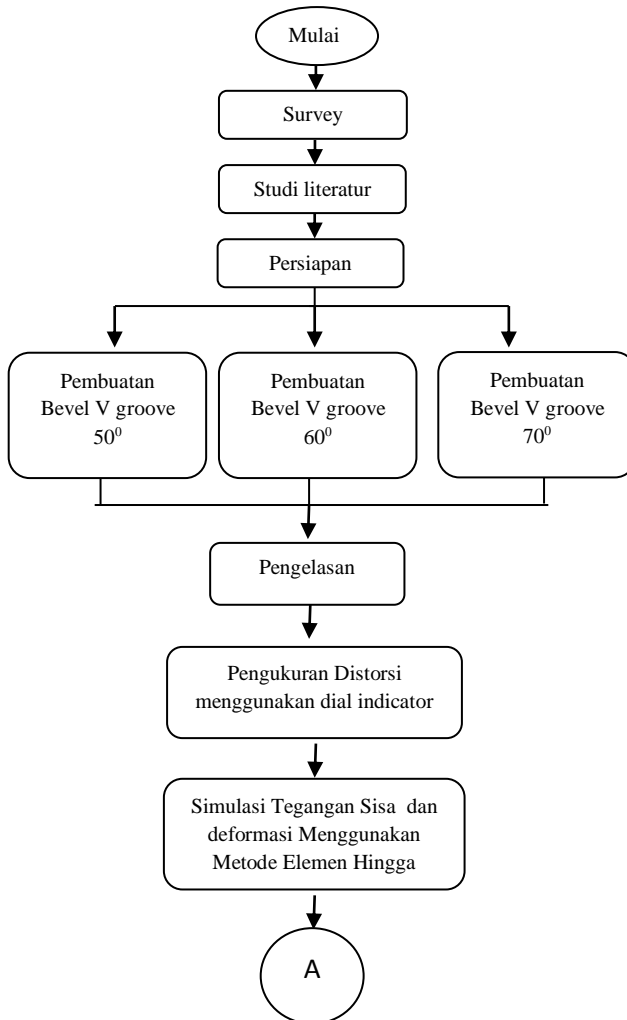 Mulai
Survey
Studi literatur
Persiapan
Pembuatan
Bevel V groove
50⁰
Pembuatan
Bevel V groove
60⁰
Pembuatan
Bevel V groove
70⁰
Pengelasan
Pengukuran Distorsi
menggunakan dial indicator
Simulasi Tegangan Sisa dan
deformasi Menggunakan
Metode Elemen Hingga
A